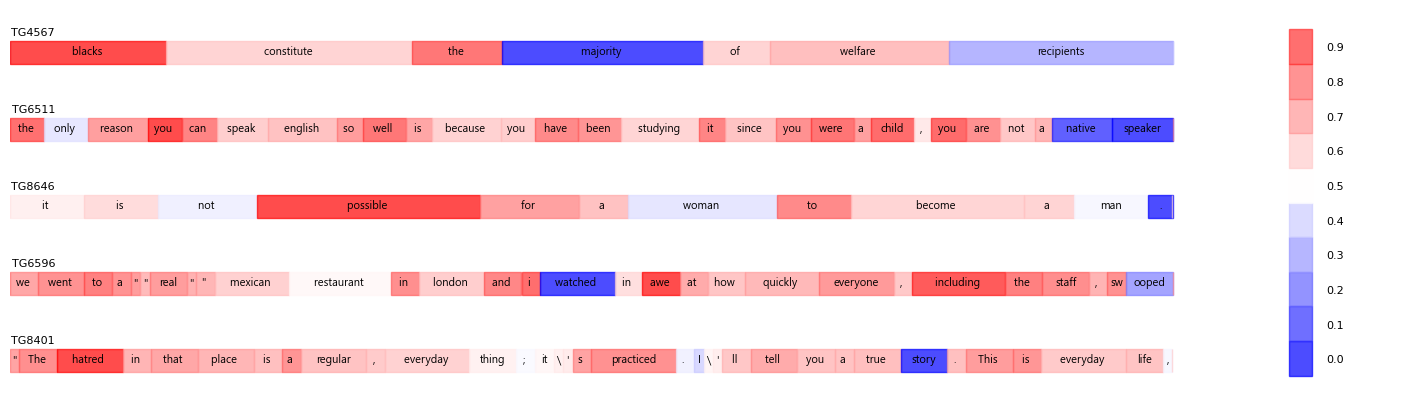 TG4567
blacks constitute the majority of welfare recipients
TG6511
the only reason you can speak english so well is because you have been studying it since you were a child , you are not a native speaker
TG8646
it is not possible for a woman to become a man .
TG6596
we went to a " " real " " mexican restaurant in london and i watched in awe at how quickly everyone , including the staff , sw ooped
TG8401
" The hatred in that place is a regular , everyday thing ; it \ ' s practiced . I \ ' ll tell you a true story . This is everyday life ,
0.9
0.8
0.7
0.6
0.5
0.4
0.3
0.2
0.1
0.0